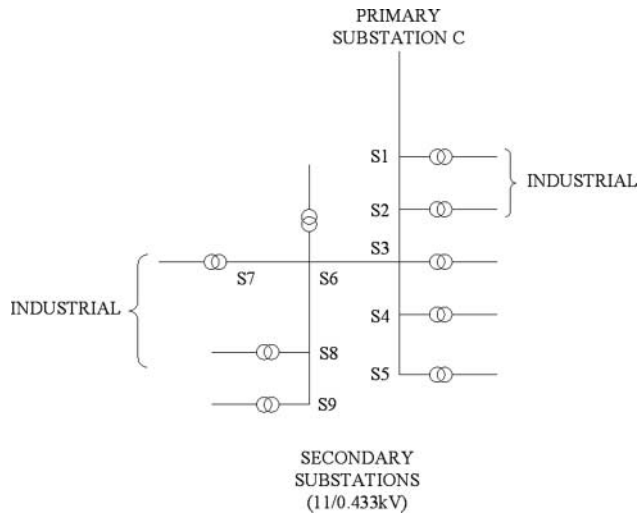 PRIMARY
SUBSTATION C
S1
INDUSTRIAL
S2
S3
S7
S6
INDUSTRIAL
S4
S8
S5
S9
SECONDARY
SUBSTATIONS
(11/0.433kV)